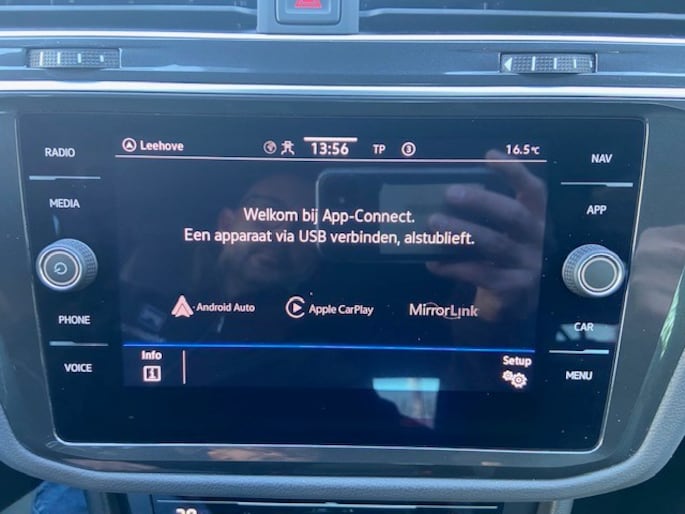 RADIO
MEDIA
PHONE
VOICE
Leehove
13:56
TP
3
16.5°C
Welkom bij App-Connect.
Een apparaat via USB verbinden, alstublieft.
Android Auto
Apple CarPlay
MirrorLink
Info
Setup
NAV
APP
CAR
MENU